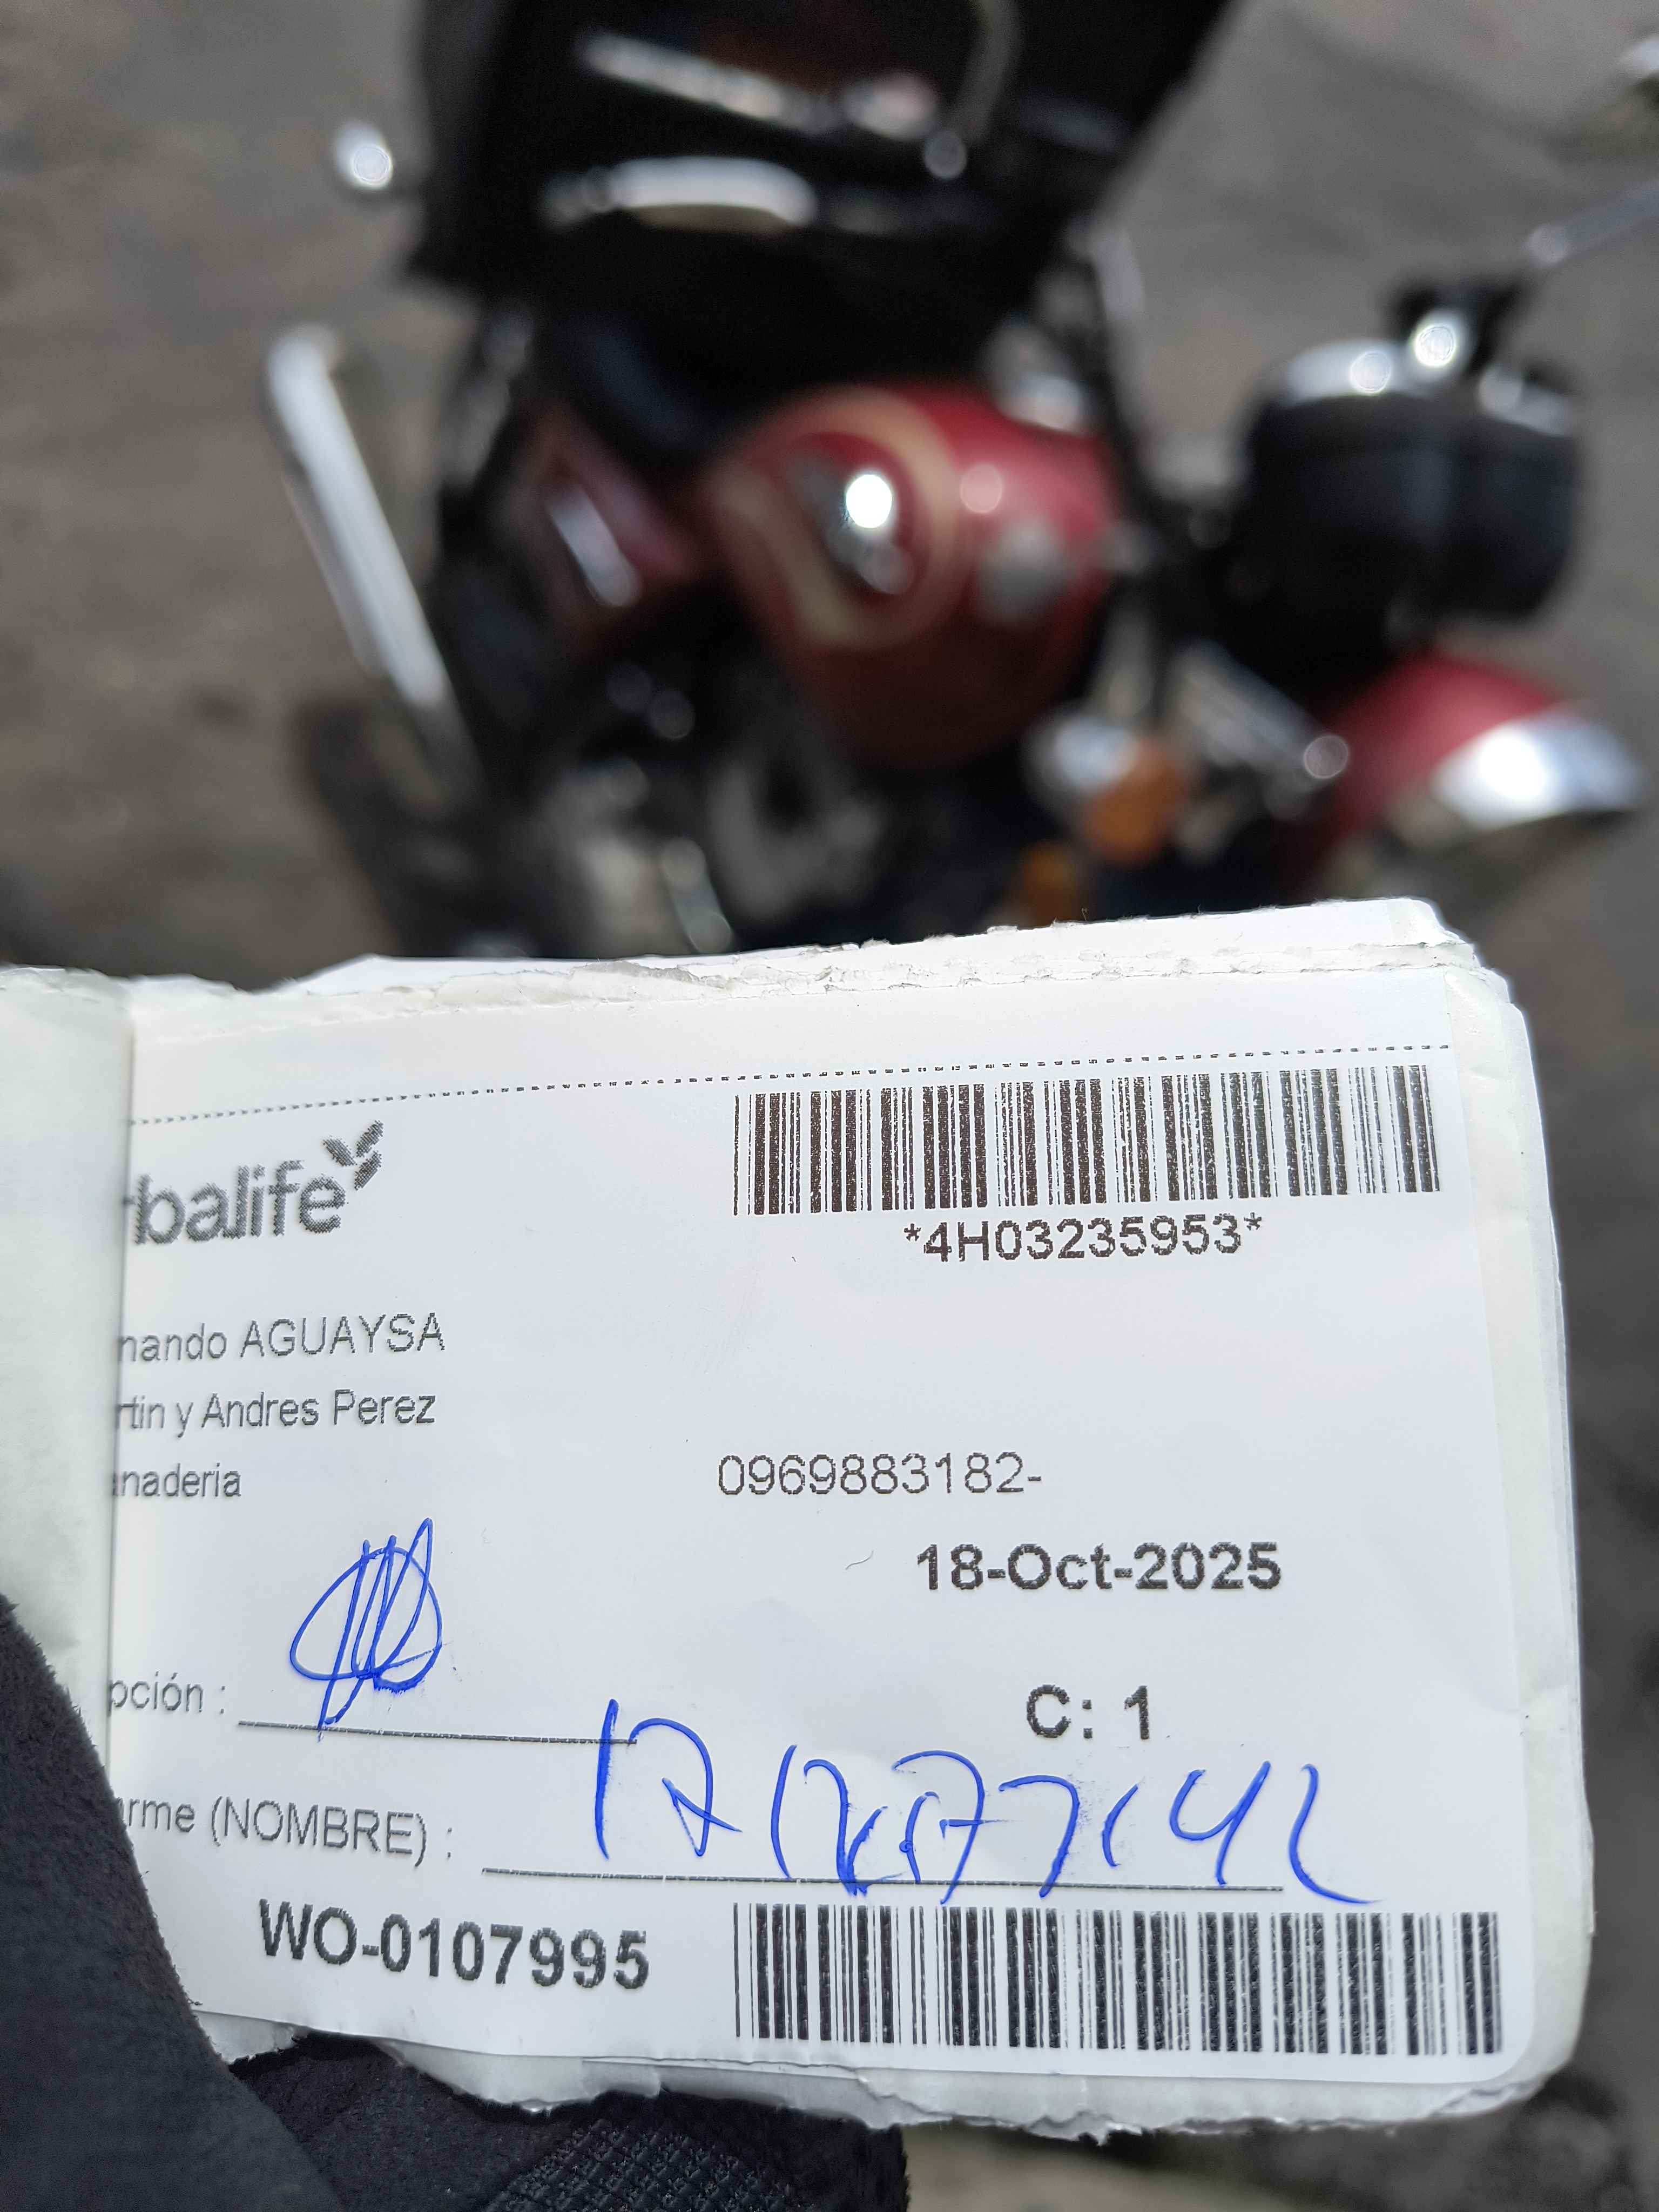 rbalife
*4H03235953*
nando AGUAYSA
rtin y Andres Perez
anaderia
0969883182-
18-Oct-2025
pción :
C: 1
rme (NOMBRE) :
WO-0107995